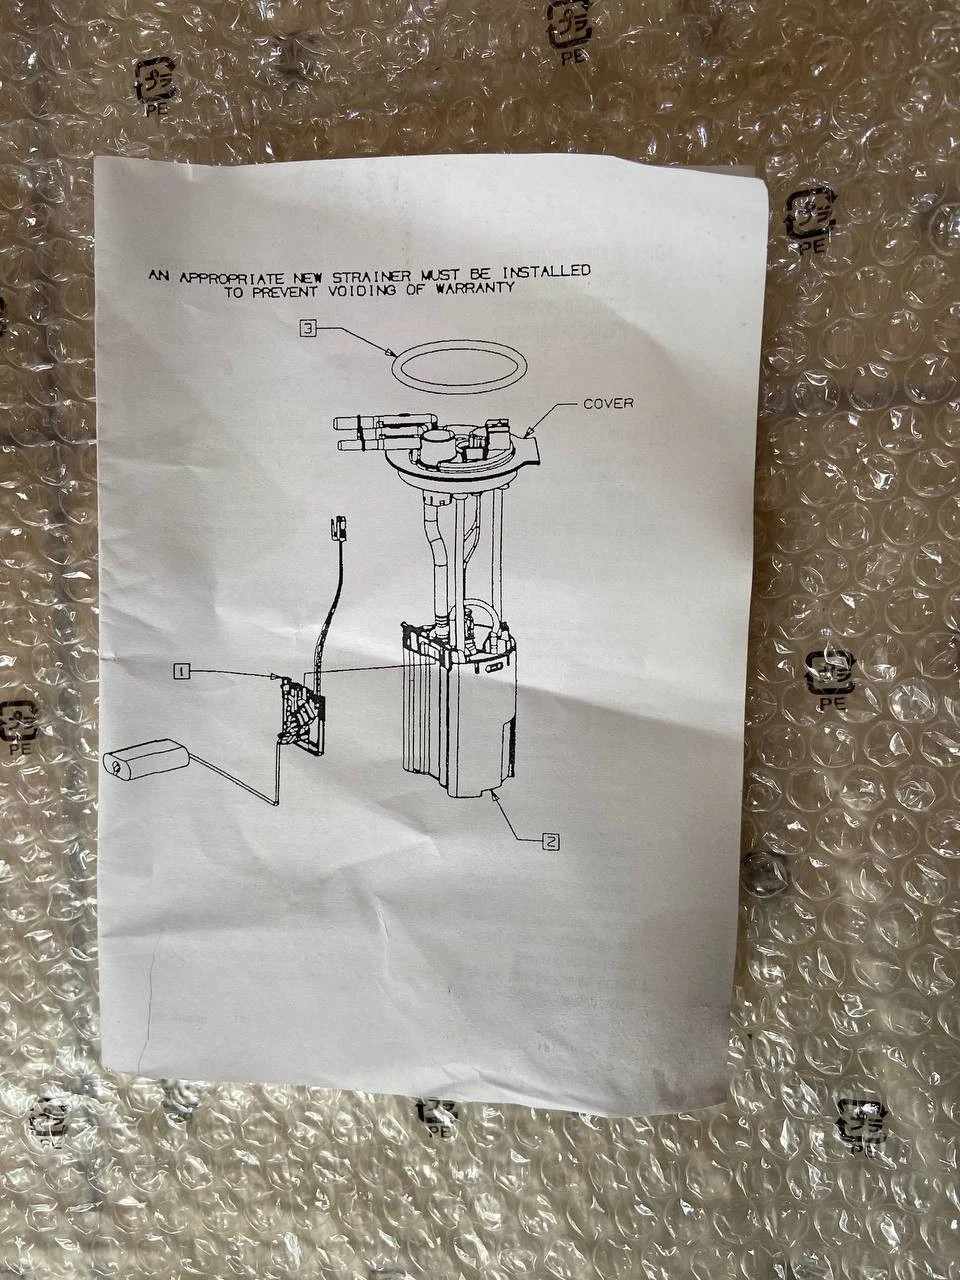 PE
PE
PE
AN APPROPRIATE NEW STRAINER MUST BE INSTALLED
TO PREVENT VOIDING OF WARRANTY
3
COVER
1
PE
PE
2
PE
PE